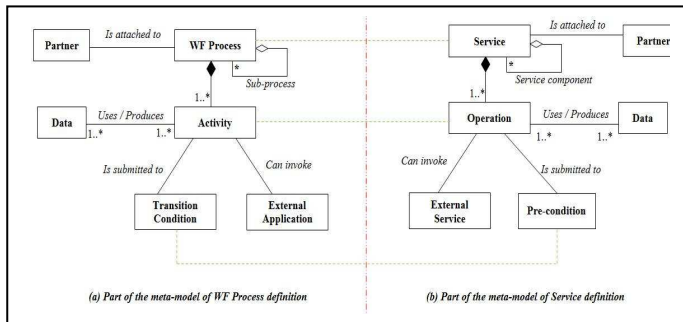 Is attached to
Partner
WF Process
*
Sub-process
1..*
Data
Uses / Produces
1..*
1..*
Activity
Is submitted to
Can invoke
Transition
Condition
External
Application
(a) Part of the meta-model of WF Process definition
Service
Is attached to
Partner
*
Service component
1..*
Operation
Uses / Produces
1..*
1..*
Data
Can invoke
Is submitted to
External
Service
Pre-condition
(b) Part of the meta-model of Service definition